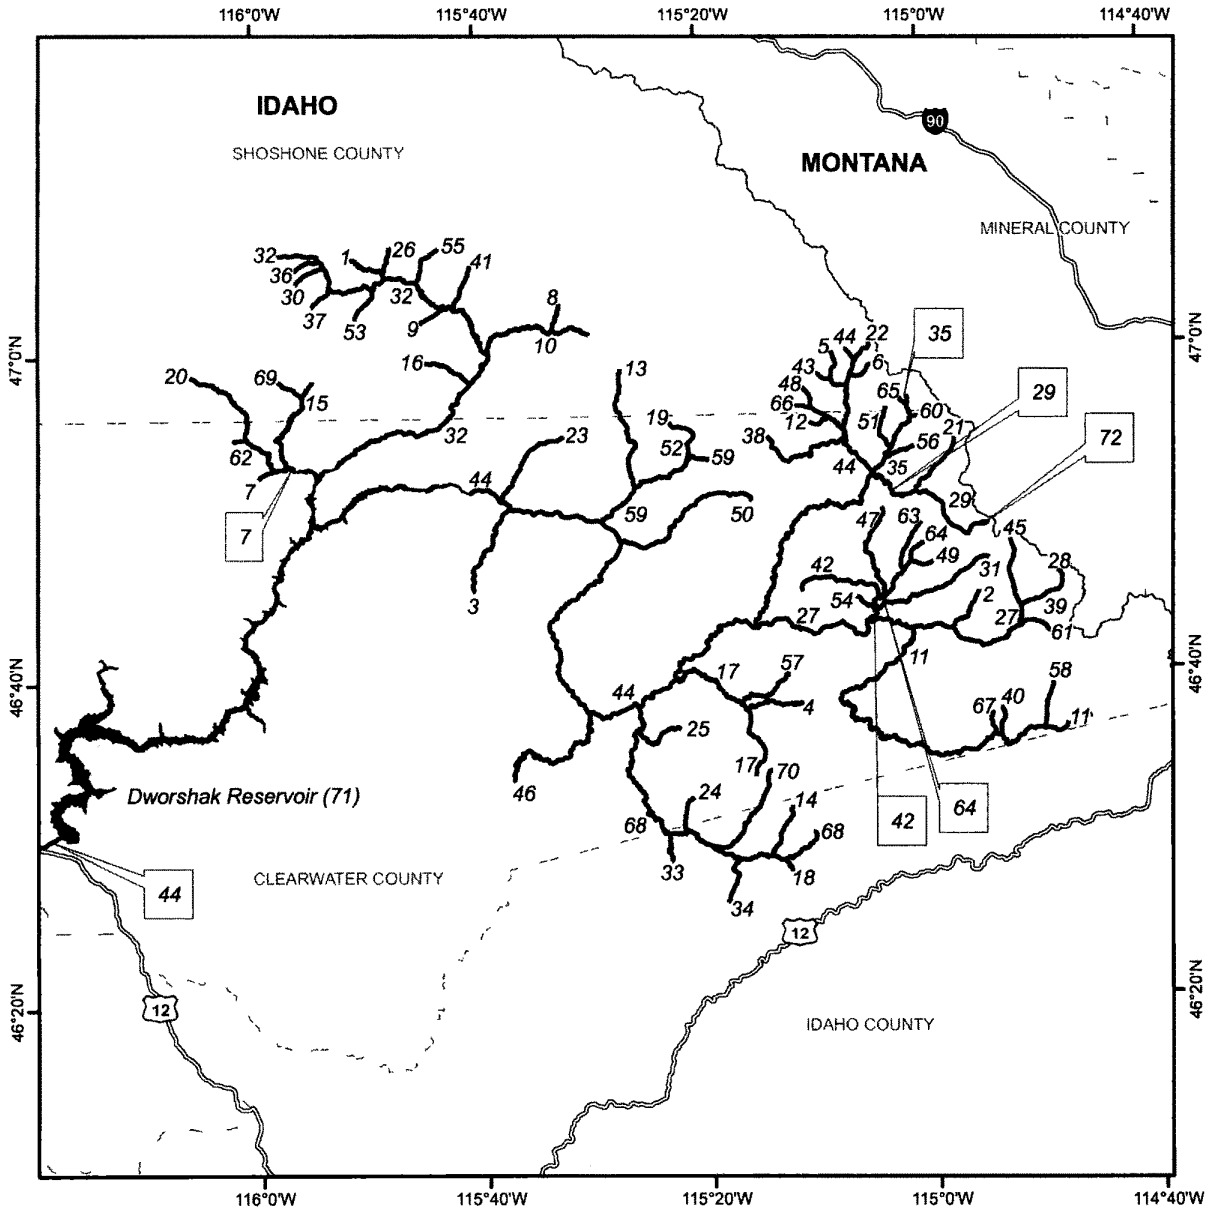 116°0'W 115°40'W 115°20'W 115°0'W 114°40'W
IDAHO
SHOSHONE COUNTY
90
MONTANA
MINERAL COUNTY
32 1 26 55 41
36
30 32
37 53 9 8
10
47°0'N 47°0'N
16 13
20 69 15
5 44 22 35
43 6
48 65 29
66 60
12 51 21 72
19
38 56
32 23 52 59
62 44 35
7 44 29
7 59 50 47 63 45
64
42 49 31 28
3 54 2 39
27 27 61
11
46°40'N 46°40'N
17 57 58
44 4 67 40 11
25
17 70
46 24 14
Dworshak Reservoir (71)
68 68 42 64
33 18
44 CLEARWATER COUNTY
34
12
46°20'N 46°20'N
12 IDAHO COUNTY
116°0'W 115°40'W 115°20'W 115°0'W 114°40'W